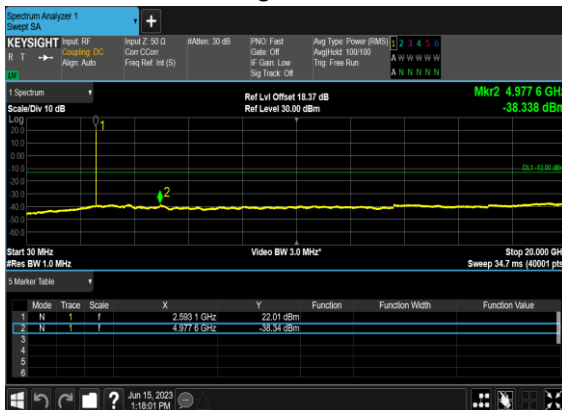 Spectrum Analyzer 1
Swept SA
KEYSIGHT
R T
Input: RF
Coupling: DC
Align: Auto
Input Z: 50 Ω
Corr CCorr
Freq Ref: Int (S)
#Atten: 30 dB
PNO: Fast
Gate: Off
IF Gain: Low
Sig Track: Off
Avg Type: Power (RMS)
Avg|Hold: 100/100
Trig: Free Run
1 2 3 4 5 6
A W W W W W
A N N N N N
1 Spectrum
Scale/Div 10 dB
Ref Lvl Offset 18.37 dB
Ref Level 30.00 dBm
Mkr2 4.977 6 GHz
-38.338 dBm
Log
20.0
10.0
0.00
-10.0
-20.0
-30.0
-40.0
-50.0
-60.0
1
2
DL1 -13.00 dBm
Start 30 MHz
#Res BW 1.0 MHz
Video BW 3.0 MHz*
Stop 20.000 GH
Sweep 34.7 ms (40001 pts
5 Marker Table
Mode Trace Scale X Y Function Function Width Function Value
1 N 1 f 2.593 1 GHz 22.01 dBm
2 N 1 f 4.977 6 GHz -38.34 dBm
3
4
5
6
?
Jun 15, 2023
1:18:01 PM